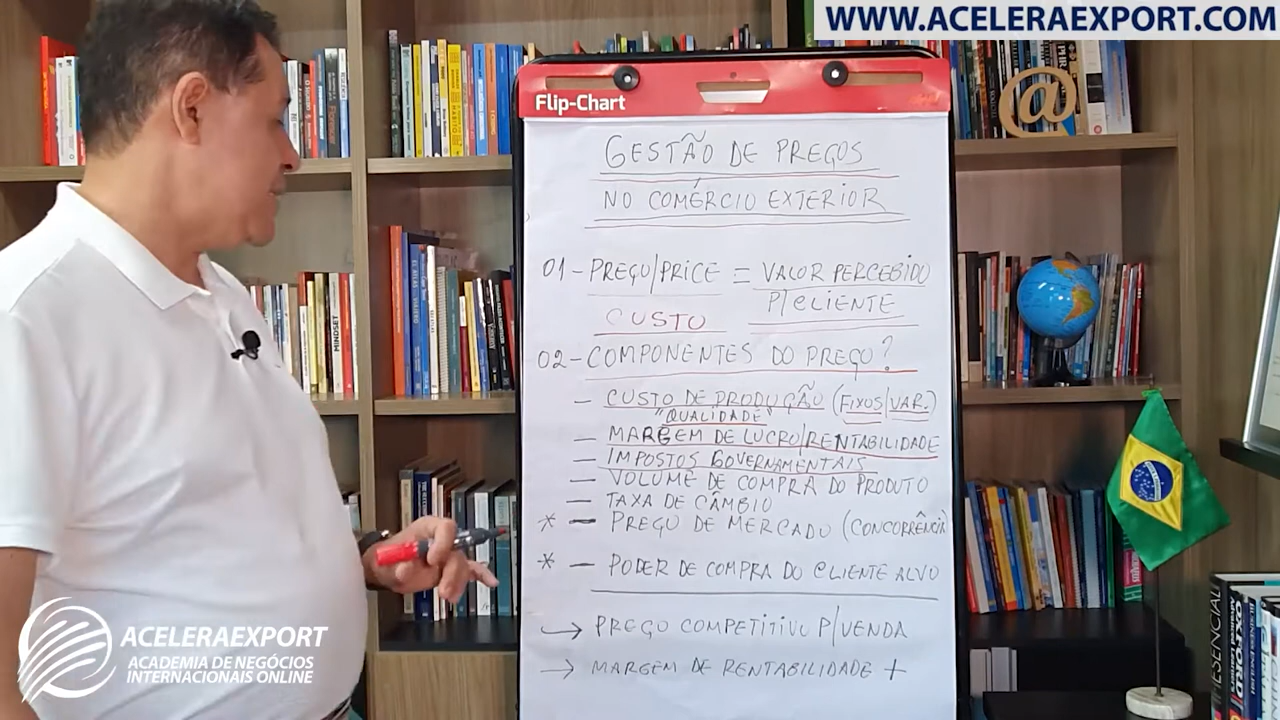 WWW.ACELERAEXPORT.COM
Flip-Chart
GESTÃO DE PREÇOS
NO COMÉRCIO EXTERIOR
01- PREÇO/PRICE = VALOR PERCEBIDO
P/CLIENTE
CUSTO
02- COMPONENTES DO PREÇO?
- CUSTO DE PRODUÇÃO (FIXOS/VAR.)
"QUALIDADE"
- MARGEM DE LUCRO/RENTABILIDADE
- IMPOSTOS GOVERNAMENTAIS
- VOLUME DE COMPRA DO PRODUTO
- TAXA DE CÂMBIO
* - PREÇO DE MERCADO (CONCORRÊNCIA)
* - PODER DE COMPRA DO CLIENTE ALVO
→ PREÇO COMPETITIVO P/VENDA
→ MARGEM DE RENTABILIDADE +
MINDSET
OXFORD
ACELERAEXPORT
ACADEMIA DE NEGÓCIOS
INTERNACIONAIS ONLINE